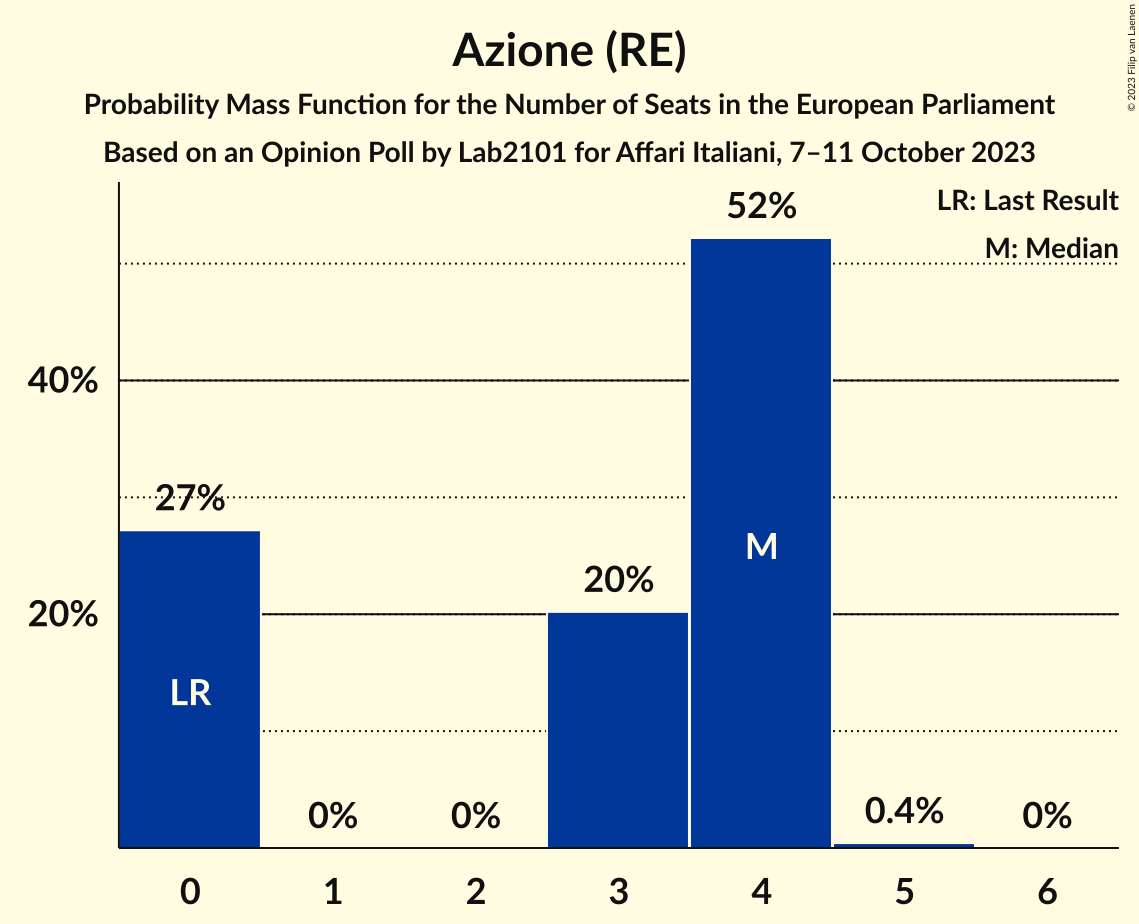 Azione (RE)
Probability Mass Function for the Number of Seats in the European Parliament
Based on an Opinion Poll by Lab2101 for Affari Italiani, 7–11 October 2023
© 2023 Filip van Laenen
LR: Last Result
M: Median
52%
40%
27%
M
20%
20%
LR
0%
0%
0.4%
0%
0
1
2
3
4
5
6